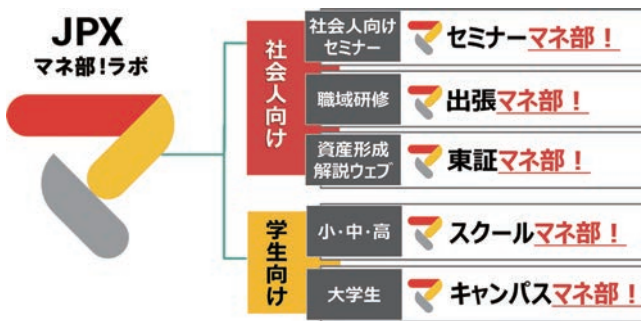 JPX
マネ部!ラボ
社会人向け
社会人向け
セミナー
セミナーマネ部！
職域研修
出張マネ部！
資産形成
解説ウェブ
東証マネ部！
学生向け
小・中・高
スクールマネ部！
大学生
キャンパスマネ部！